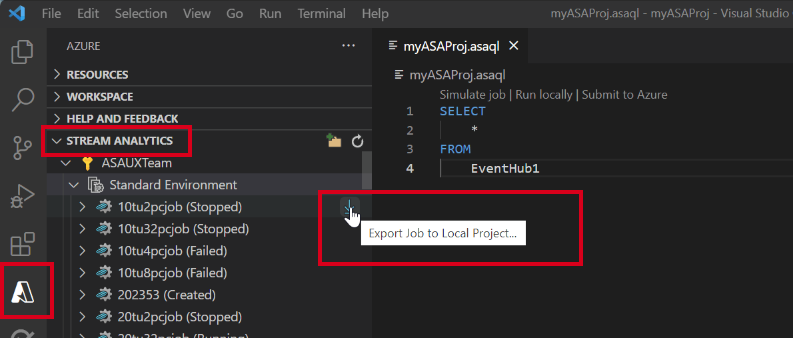 File Edit Selection View Go Run Terminal Help
myASAProj.asaql - myASAProj - Visual Studio
AZURE
RESOURCES
WORKSPACE
HELP AND FEEDBACK
STREAM ANALYTICS
ASAUXTeam
Standard Environment
10tu2pcjob (Stopped)
10tu32pcjob (Stopped)
10tu4pcjob (Failed)
10tu8pcjob (Failed)
202353 (Created)
20tu2pcjob (Stopped)
20tu32pcjob (Running)
Export Job to Local Project...
myASAProj.asaql
myASAProj.asaql
Simulate job | Run locally | Submit to Azure
1 SELECT
2 *
3 FROM
4 EventHub1